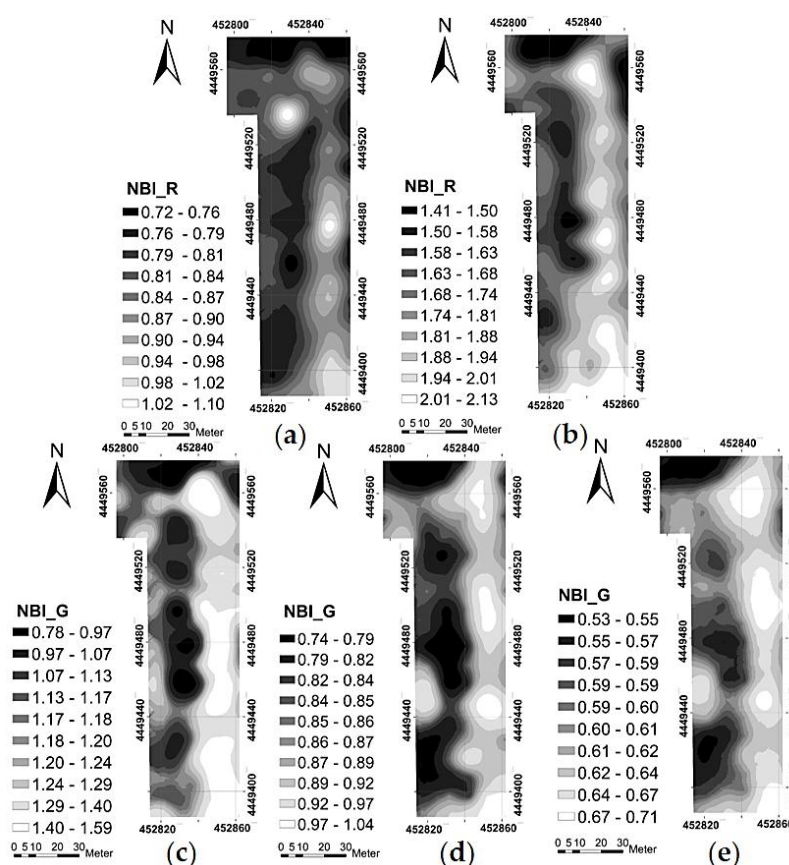 452800 452840
N
4449560
4449520
4449480
4449440
4449400
NBI_R
0.72 - 0.76
0.76 - 0.79
0.79 - 0.81
0.81 - 0.84
0.84 - 0.87
0.87 - 0.90
0.90 - 0.94
0.94 - 0.98
0.98 - 1.02
1.02 - 1.10
452820 452860
0 5 10 20 30 Meter
(a)
452800 452840
N
4449560
4449520
4449480
4449440
4449400
NBI_R
1.41 - 1.50
1.50 - 1.58
1.58 - 1.63
1.63 - 1.68
1.68 - 1.74
1.74 - 1.81
1.81 - 1.88
1.88 - 1.94
1.94 - 2.01
2.01 - 2.13
452820 452860
0 5 10 20 30 Meter
(b)
452800 452840
N
4449560
4449520
4449480
4449440
4449400
NBI_G
0.78 - 0.97
0.97 - 1.07
1.07 - 1.13
1.13 - 1.17
1.17 - 1.18
1.18 - 1.20
1.20 - 1.24
1.24 - 1.29
1.29 - 1.40
1.40 - 1.59
452820 452860
0 5 10 20 30 Meter
(c)
452800 452840
N
4449560
4449520
4449480
4449440
4449400
NBI_G
0.74 - 0.79
0.79 - 0.82
0.82 - 0.84
0.84 - 0.85
0.85 - 0.86
0.86 - 0.87
0.87 - 0.89
0.89 - 0.92
0.92 - 0.97
0.97 - 1.04
452820 452860
0 5 10 20 30 Meter
(d)
452800 452840
N
4449560
4449520
4449480
4449440
4449400
NBI_G
0.53 - 0.55
0.55 - 0.57
0.57 - 0.59
0.59 - 0.59
0.59 - 0.60
0.60 - 0.61
0.61 - 0.62
0.62 - 0.64
0.64 - 0.67
0.67 - 0.71
452820 452860
0 5 10 20 30 Meter
(e)